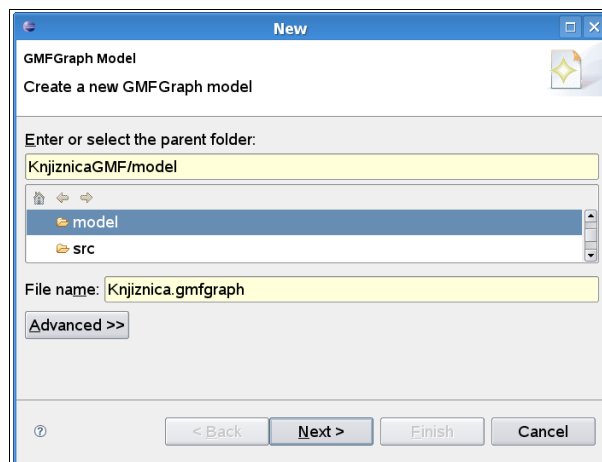 New
GMFGraph Model
Create a new GMFGraph model
Enter or select the parent folder:
KnjiznicaGMF/model
model
src
File name: Knjiznica.gmfgraph
Advanced >>
< Back Next > Finish Cancel